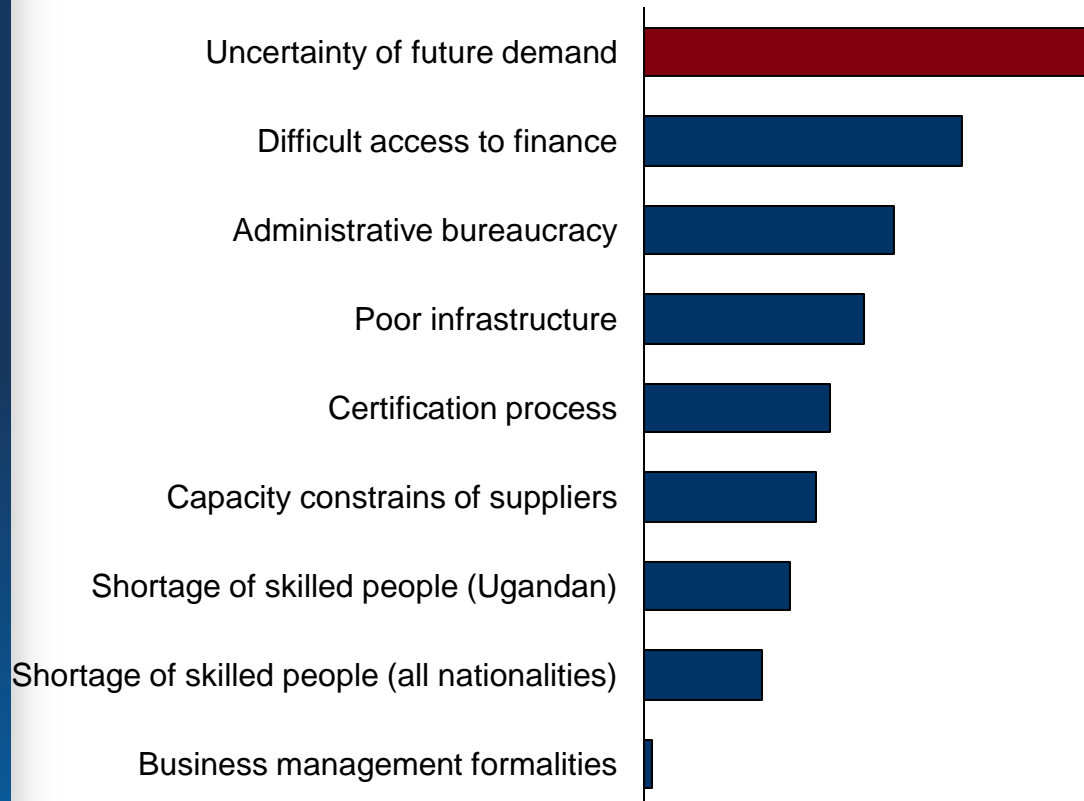 Uncertainty of future demand
Difficult access to finance
Administrative bureaucracy
Poor infrastructure
Certification process
Capacity constrains of suppliers
Shortage of skilled people (Ugandan)
Shortage of skilled people (all nationalities)
Business management formalities